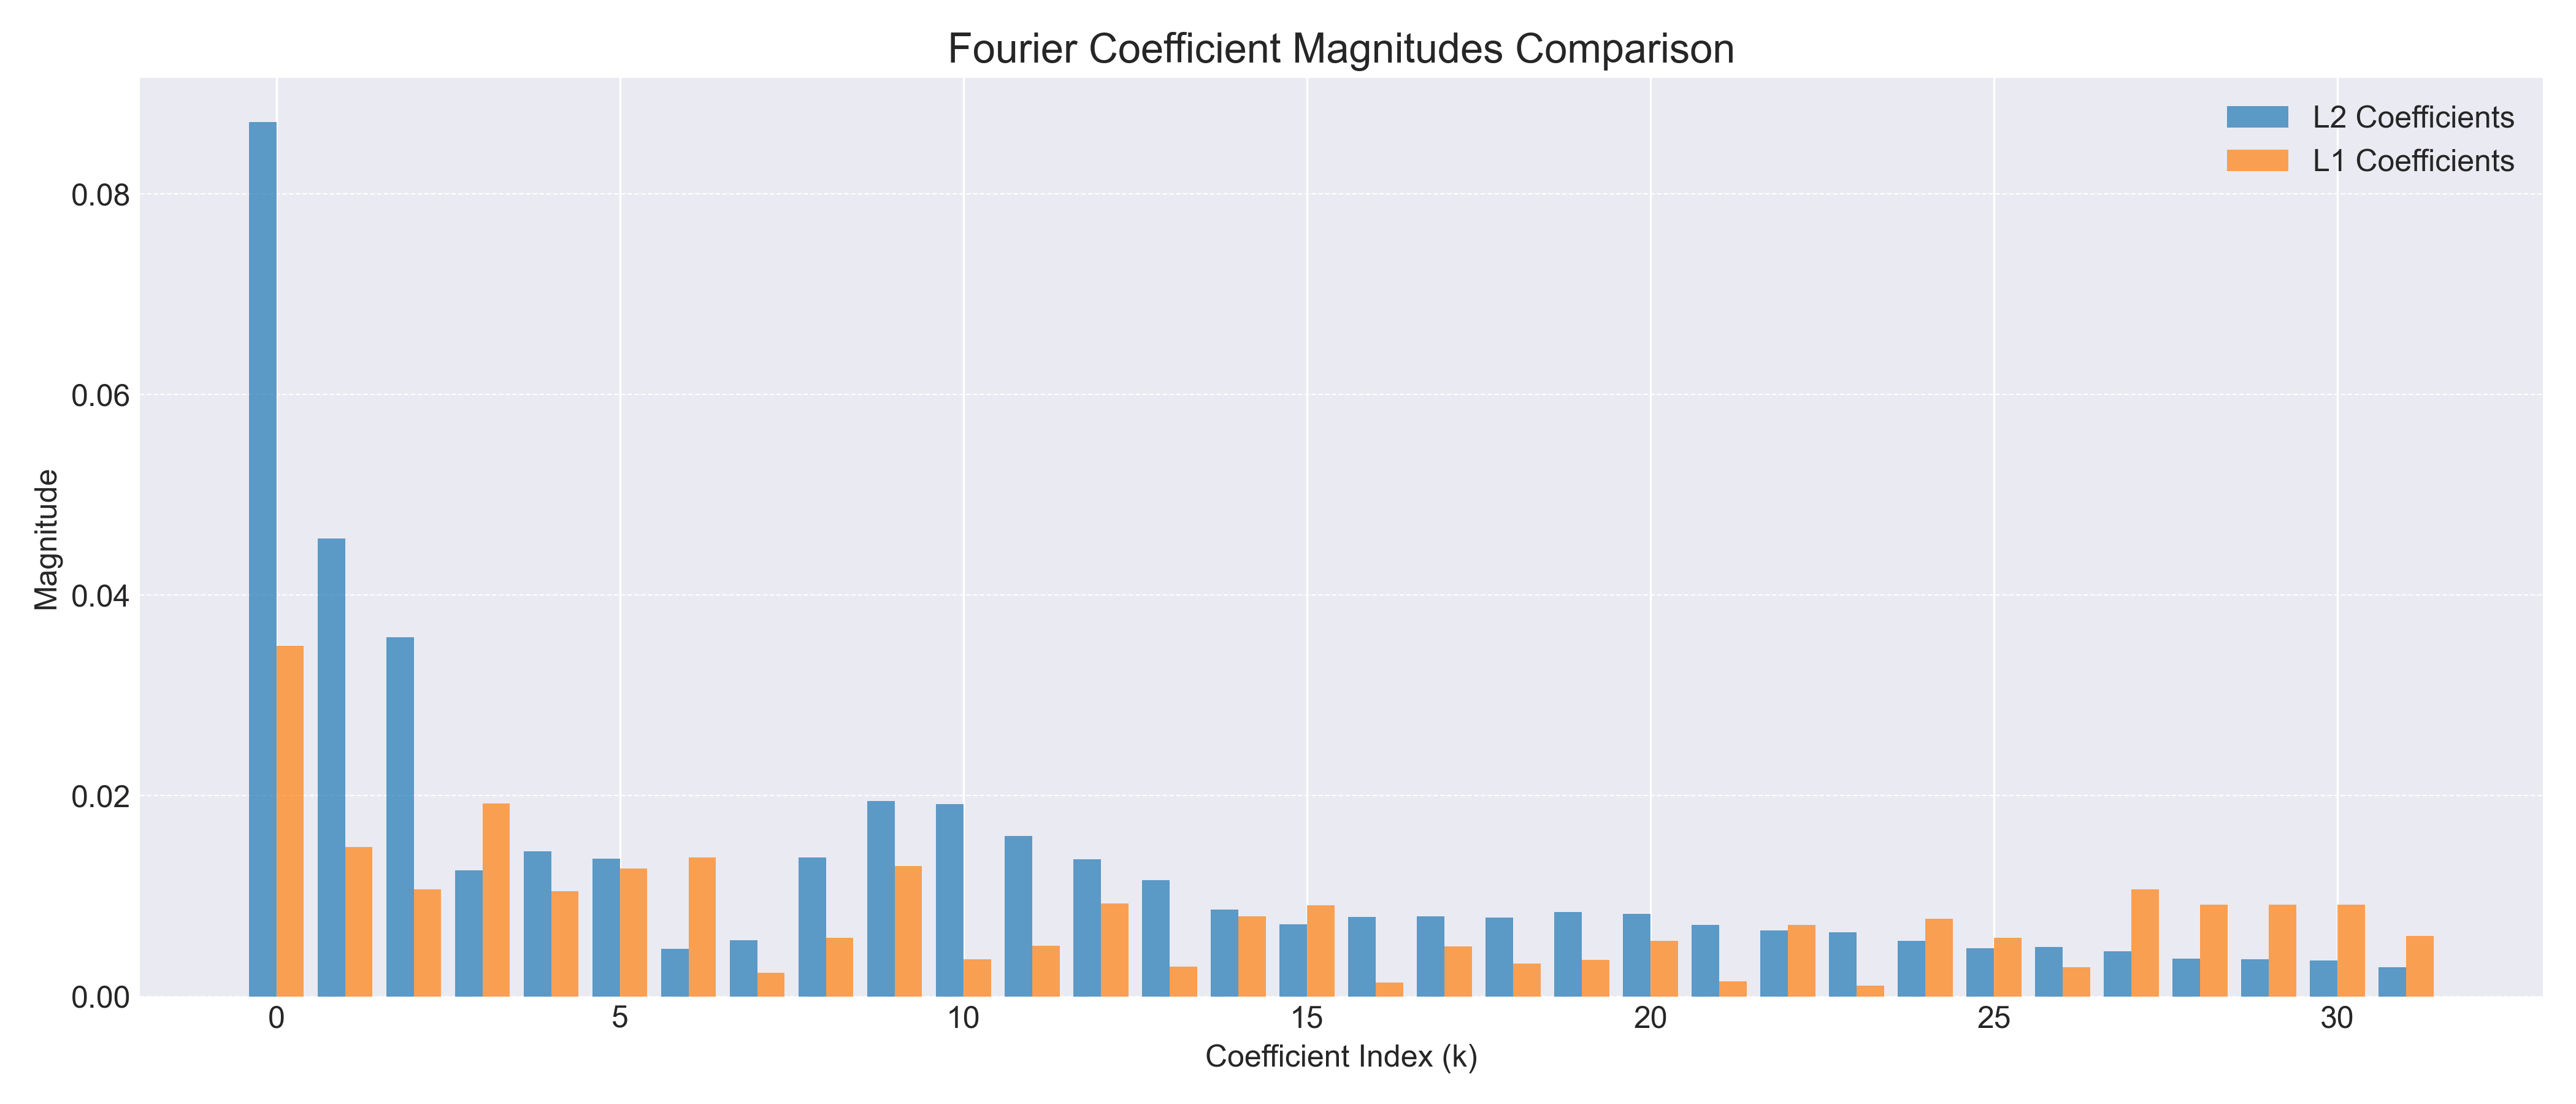 Fourier Coefficient Magnitudes Comparison
L2 Coefficients
L1 Coefficients
0.08
0.06
0.04
0.02
0.00
Magnitude
0 5 10 15 20 25 30
Coefficient Index (k)